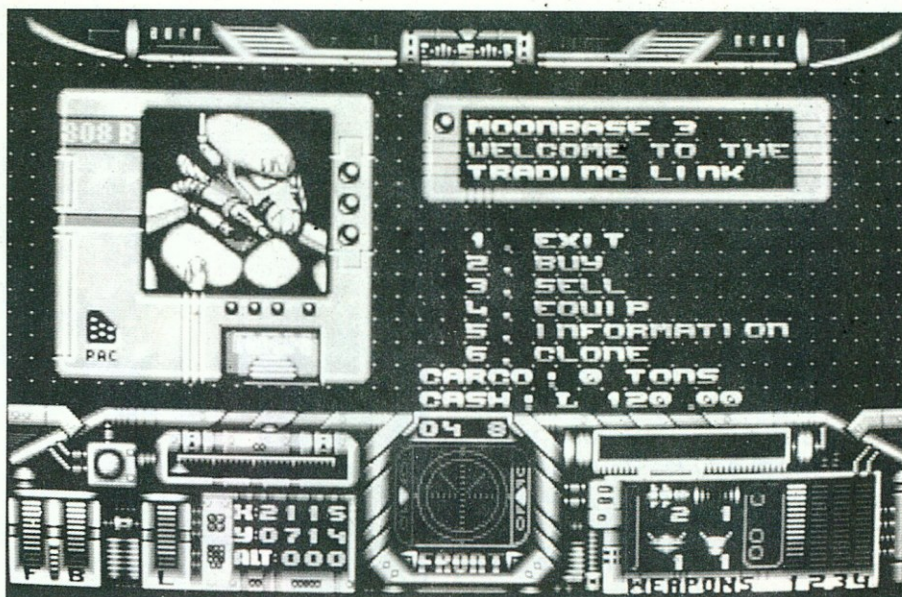 808 B
MOONBASE 3
WELCOME TO THE
TRADING LINK
1. EXIT
2. BUY
3. SELL
4. EQUIP
5. INFORMATION
6. CLONE
PAC
CARGO: 0 TONS
CASH: L 120.00
04 8
X:2115
Y:0714
ALT:000
F B
L
FRONT
2 1
1 1
WEAPONS 1234